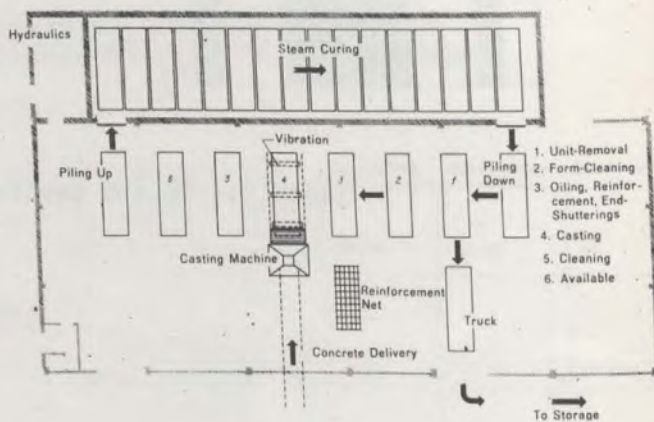 Hydraulics
Steam Curing
Vibration
Piling Up
6
5
4
3
2
1
Piling
Down
1. Unit-Removal
2. Form-Cleaning
3. Oiling, Reinfor-
cement, End-
Shutterings
4. Casting
5. Cleaning
6. Available
Casting Machine
Reinforcement
Net
Truck
Concrete Delivery
To Storage